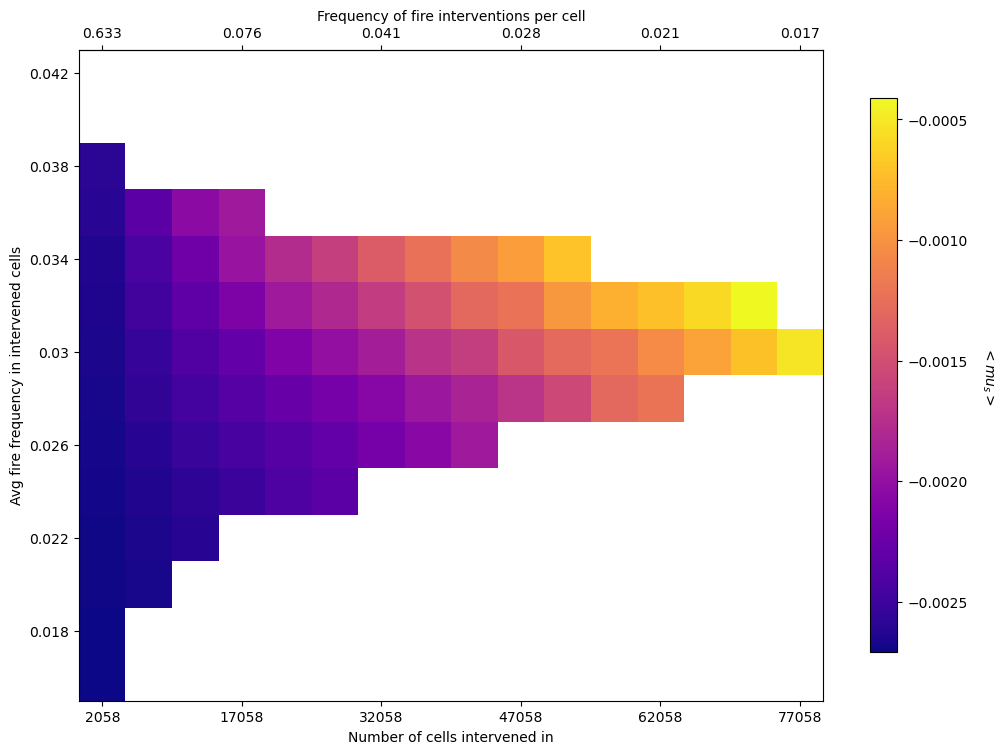 Frequency of fire interventions per cell
0.633 0.076 0.041 0.028 0.021 0.017
0.042
0.038
0.034
0.03
0.026
0.022
0.018
Avg fire frequency in intervened cells
2058 17058 32058 47058 62058 77058
Number of cells intervened in
−0.0005
−0.0010
−0.0015
−0.0020
−0.0025
< mu_s >